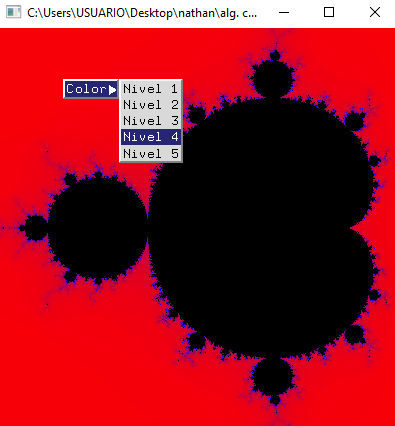 C:\Users\USUARIO\Desktop\nathan\alg. c...
Color
Nivel 1
Nivel 2
Nivel 3
Nivel 4
Nivel 5